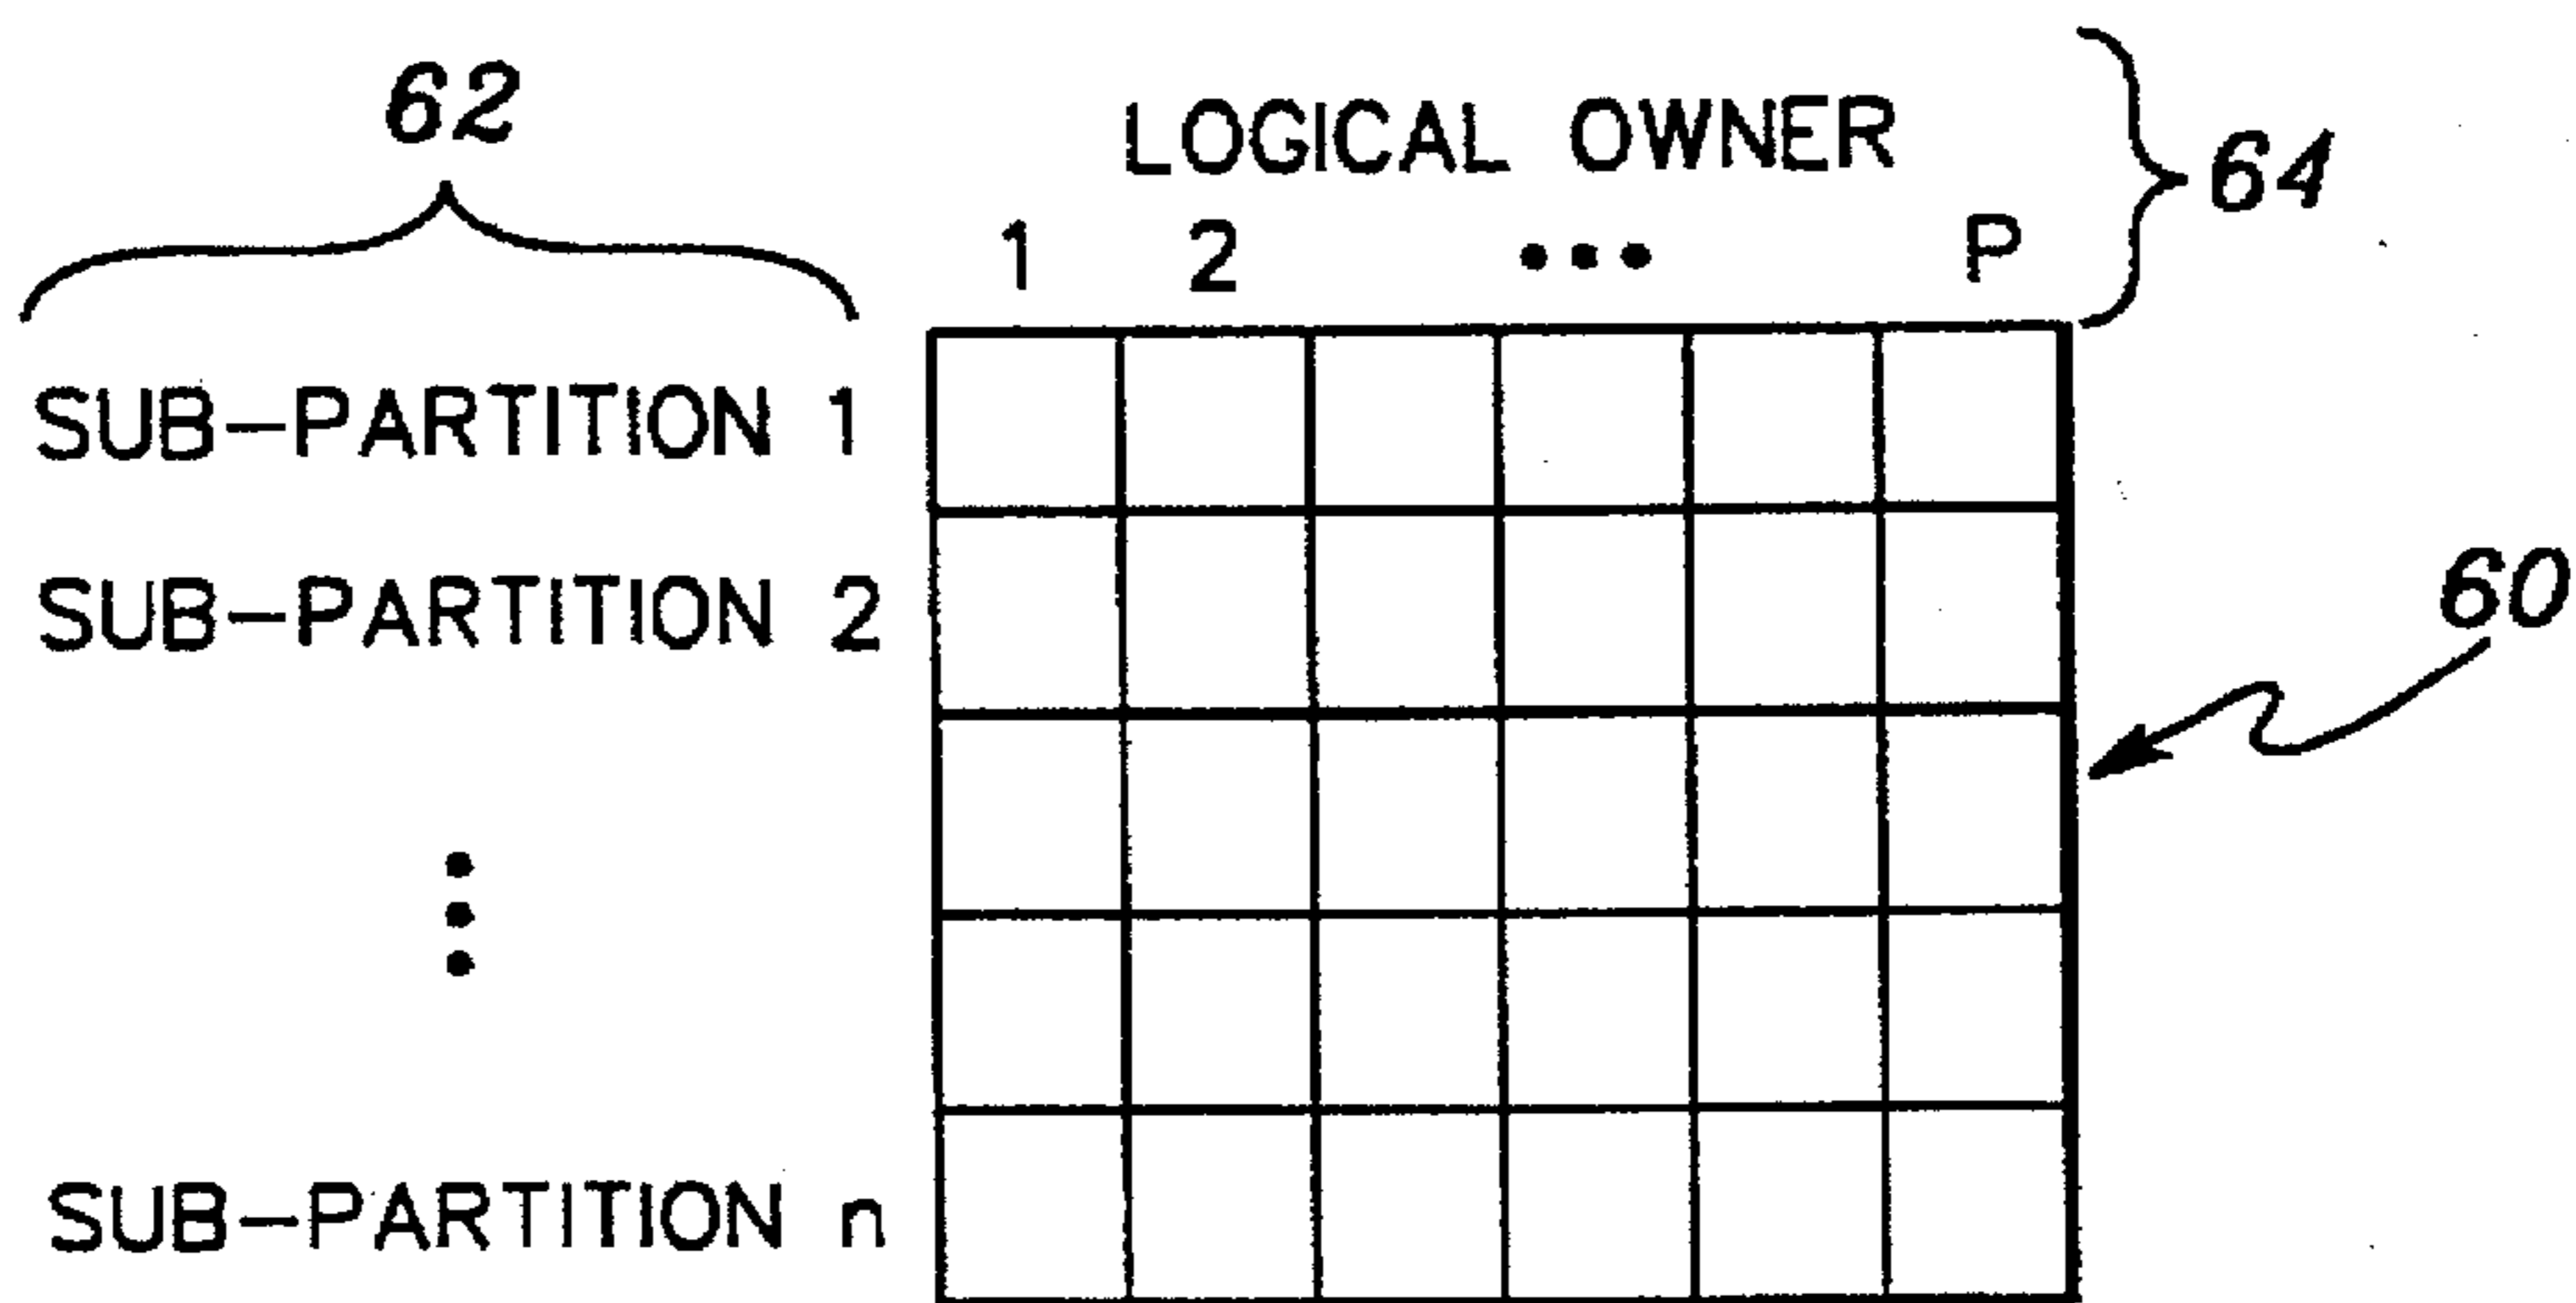 62
LOGICAL OWNER
64
1 2 ••• P
SUB-PARTITION 1
SUB-PARTITION 2
60
SUB-PARTITION n